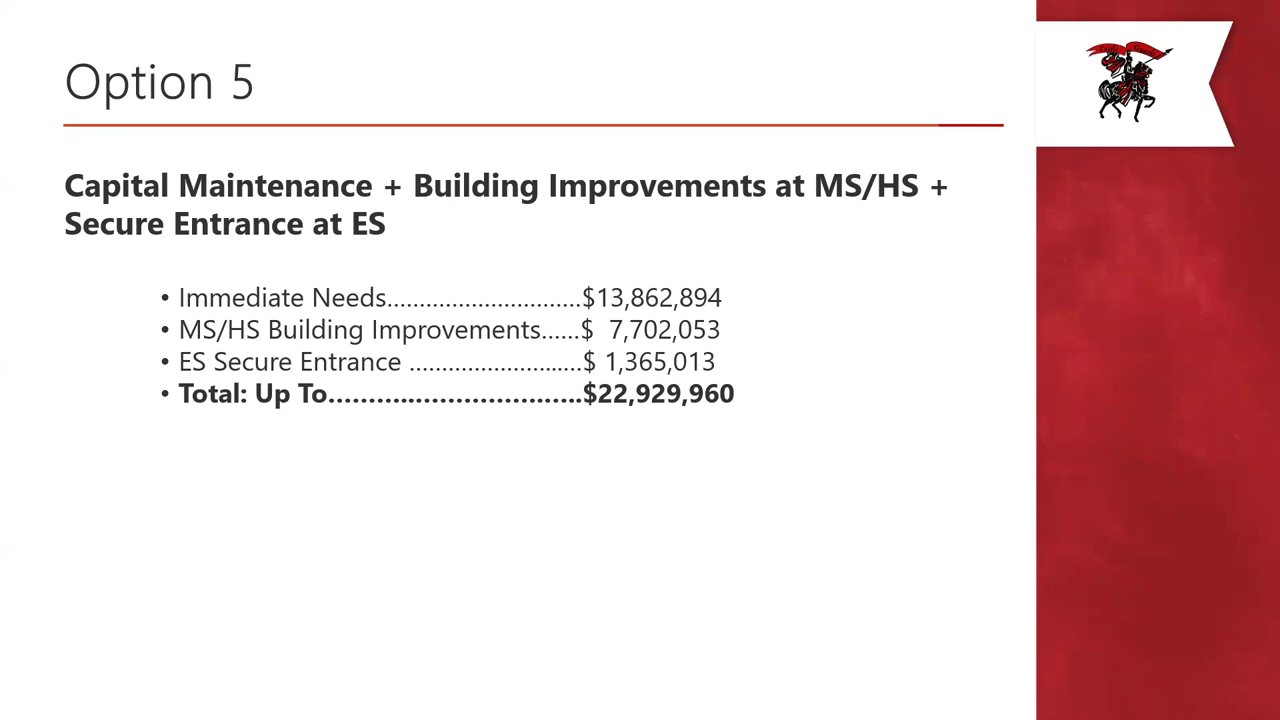 Option 5
Capital Maintenance + Building Improvements at MS/HS +
Secure Entrance at ES
• Immediate Needs..............................$13,862,894
• MS/HS Building Improvements......$ 7,702,053
• ES Secure Entrance ...........................$ 1,365,013
• Total: Up To.....................................$22,929,960